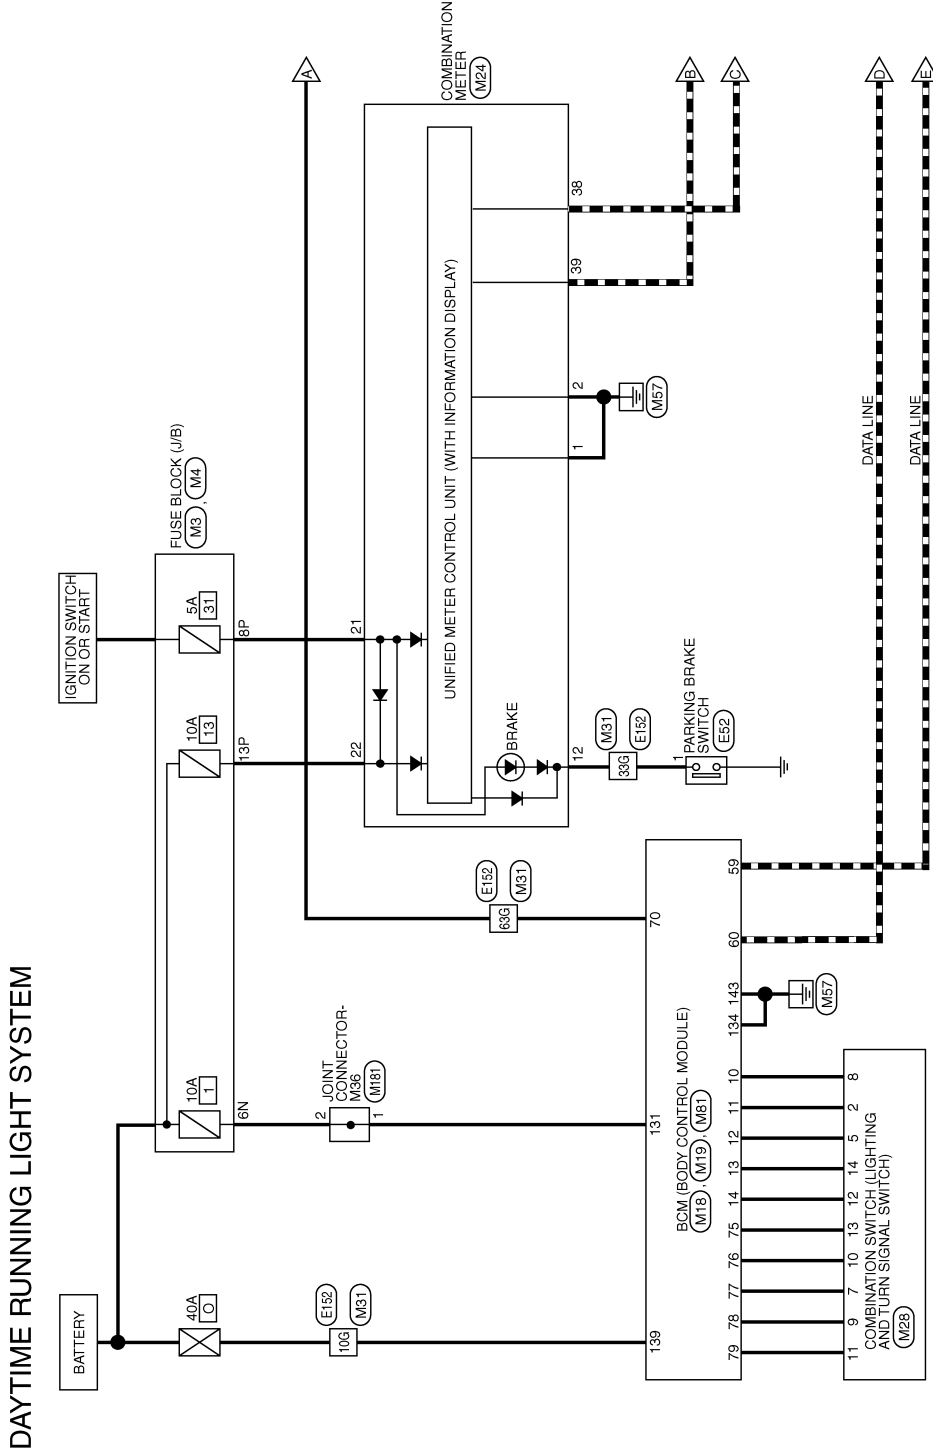 DAYTIME RUNNING LIGHT SYSTEM
BATTERY
IGNITION SWITCH
ON OR START
40A
O
10A
1
10A
13
5A
31
FUSE BLOCK (J/B)
M3 , M4
6N
13P
8P
A
10G
E152
M31
2
1
JOINT
CONNECTOR-
M36
M181
63G
E152
M31
22
21
COMBINATION
METER
M24
UNIFIED METER CONTROL UNIT (WITH INFORMATION DISPLAY)
BRAKE
12
1
2
39
38
M57
33G
M31
E152
1
PARKING BRAKE
SWITCH
E52
B
C
139
131
70
BCM (BODY CONTROL MODULE)
M18 , M19 , M81
79
78
77
76
75
14
13
12
11
10
134
143
60
59
M57
DATA LINE
D
DATA LINE
E
11
9
7
10
13
12
14
5
2
8
COMBINATION SWITCH (LIGHTING
AND TURN SIGNAL SWITCH)
M28